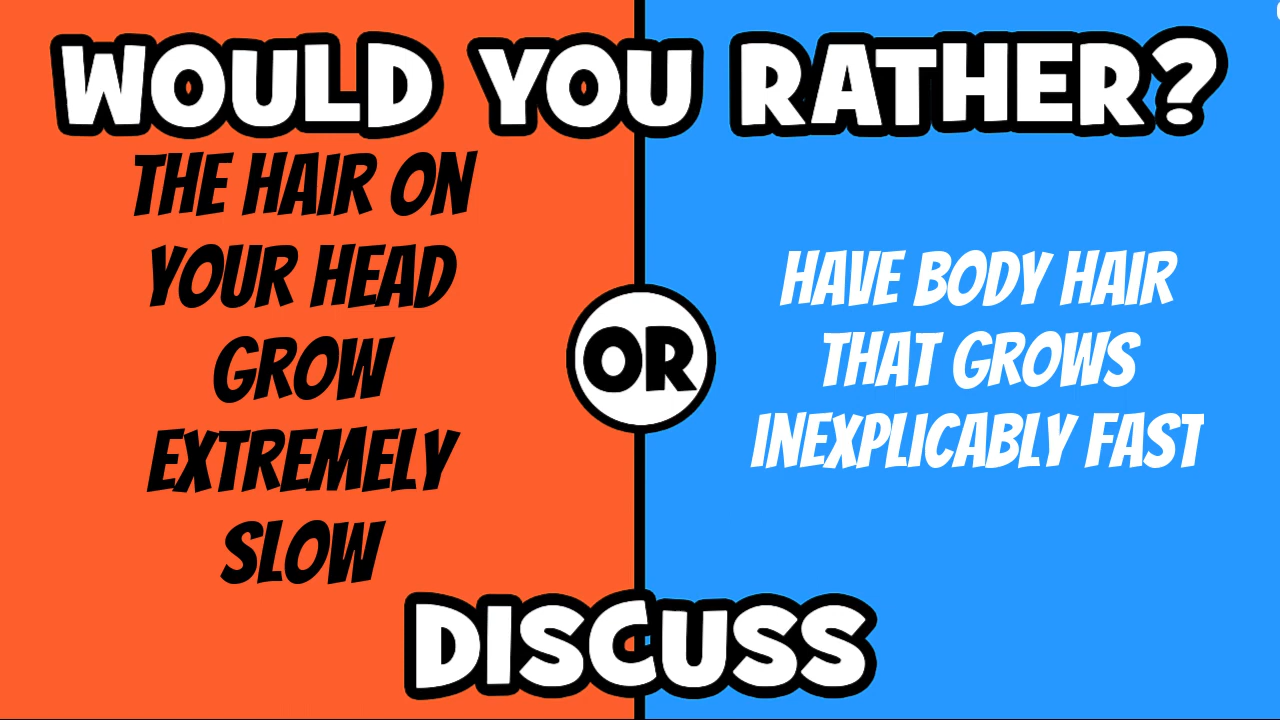 WOULD YOU RATHER?
THE HAIR ON
YOUR HEAD
GROW
EXTREMELY
SLOW
OR
HAVE BODY HAIR
THAT GROWS
INEXPLICABLY FAST
DISCUSS